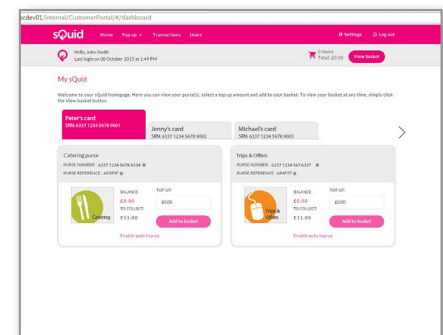 scdev01/internal/CustomerPortal/#/dashboard
sQuid Home Top up Transactions Users Settings Log out
Hello, John Smith
Last login on 08 October 2013 at 1:49 PM
0 Items
Total £0.00
View basket
My sQuid
Welcome to your sQuid homepage. Here you can view your purse(s), select a top up amount and add to your basket. To view your basket at any time, simply click
the View basket button.
Peter's card
SRN: 6337 1234 5678 9001
Jenny's card
SRN: 6337 1234 5678 9002
Michael's card
SRN: 6337 1234 5678 9003
Catering purse
PURSE NUMBER : 6337 1234 5678 6234
PURSE REFERENCE :
Catering
BALANCE:
£0.00
TO COLLECT:
£11.00
TOP UP:
£0.00
Add to basket
Enable auto top up
Trips & Offers
PURSE NUMBER : 6337 1234 567 6337
PURSE REFERENCE :
Trips &
Offers
BALANCE:
£0.00
TO COLLECT:
£11.00
TOP UP:
£0.00
Add to basket
Enable auto top up